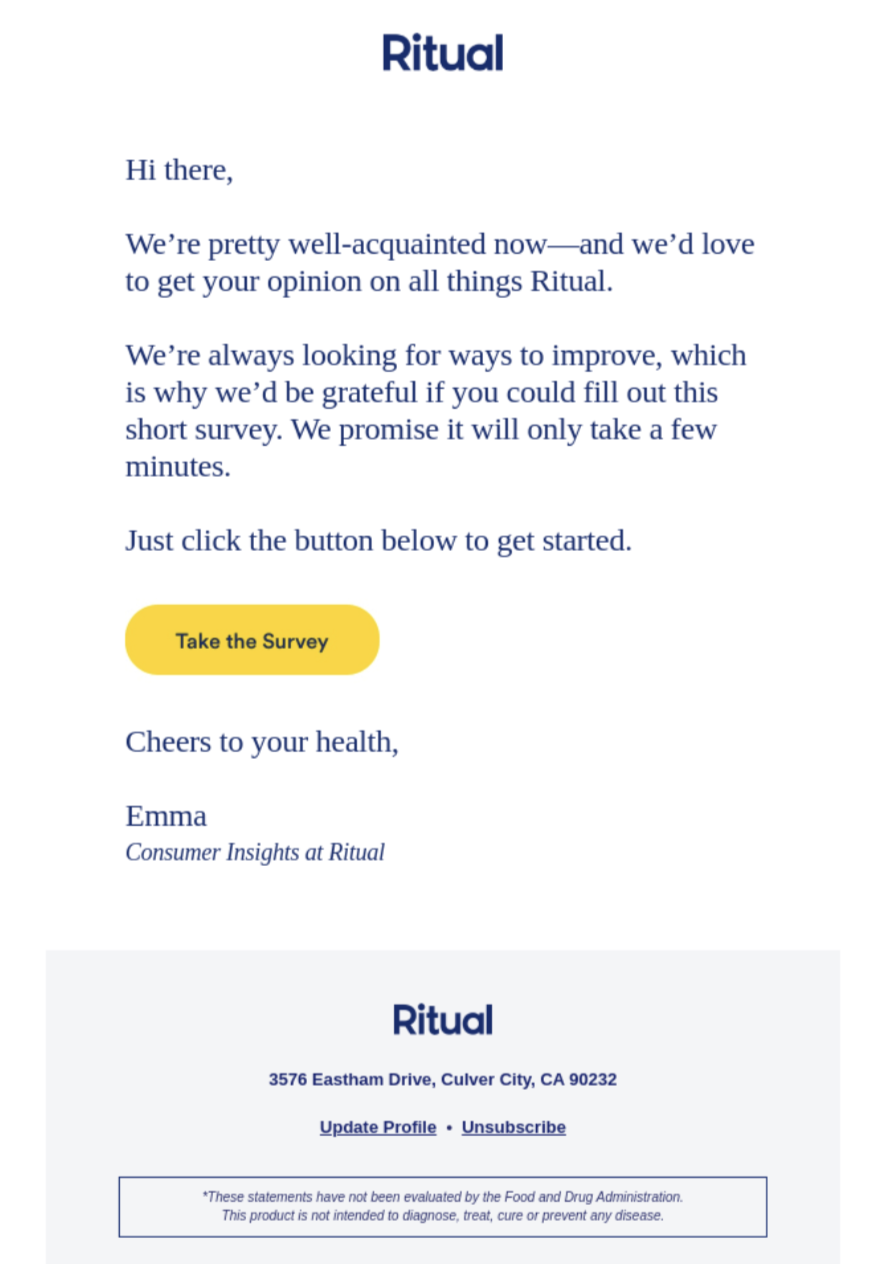 Ritual
Hi there,
We’re pretty well-acquainted now—and we’d love
to get your opinion on all things Ritual.
We’re always looking for ways to improve, which
is why we’d be grateful if you could fill out this
short survey. We promise it will only take a few
minutes.
Just click the button below to get started.
Take the Survey
Cheers to your health,
Emma
Consumer Insights at Ritual
Ritual
3576 Eastham Drive, Culver City, CA 90232
Update Profile • Unsubscribe
*These statements have not been evaluated by the Food and Drug Administration.
This product is not intended to diagnose, treat, cure or prevent any disease.